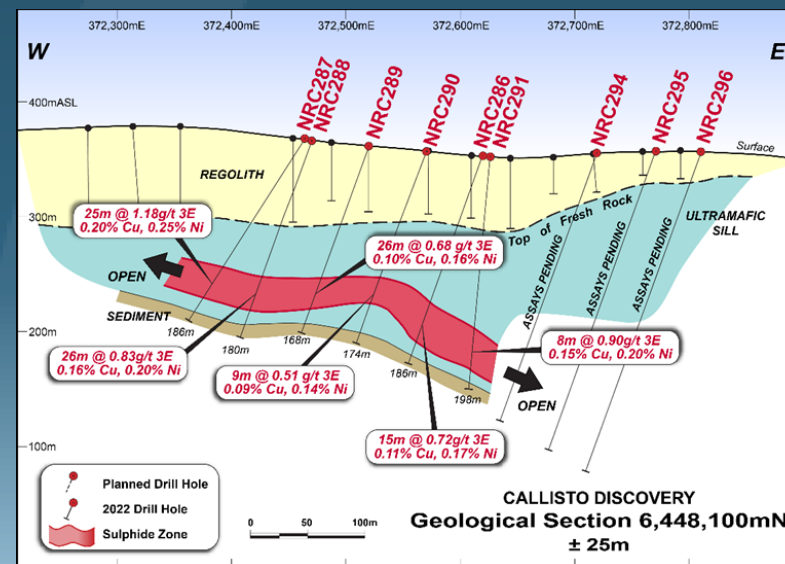 372,300mE
372,400mE
372,500mE
372,600mE
372,700mE
372,800mE
W
E
NRC287
NRC288
NRC289
NRC290
NRC286
NRC291
NRC294
NRC295
NRC296
400mASL
Surface
REGOLITH
300m
Top of Fresh Rock
ULTRAMAFIC
SILL
25m @ 1.18g/t 3E
0.20% Cu, 0.25% Ni
26m @ 0.68 g/t 3E
0.10% Cu, 0.16% Ni
ASSAYS PENDING
ASSAYS PENDING
ASSAYS PENDING
OPEN
SEDIMENT
200m
186m
180m
168m
174m
186m
198m
26m @ 0.83g/t 3E
0.16% Cu, 0.20% Ni
9m @ 0.51 g/t 3E
0.09% Cu, 0.14% Ni
8m @ 0.90g/t 3E
0.15% Cu, 0.20% Ni
OPEN
15m @ 0.72g/t 3E
0.11% Cu, 0.17% Ni
100m
Planned Drill Hole
2022 Drill Hole
Sulphide Zone
0 50 100m
CALLISTO DISCOVERY
Geological Section 6,448,100mN
± 25m